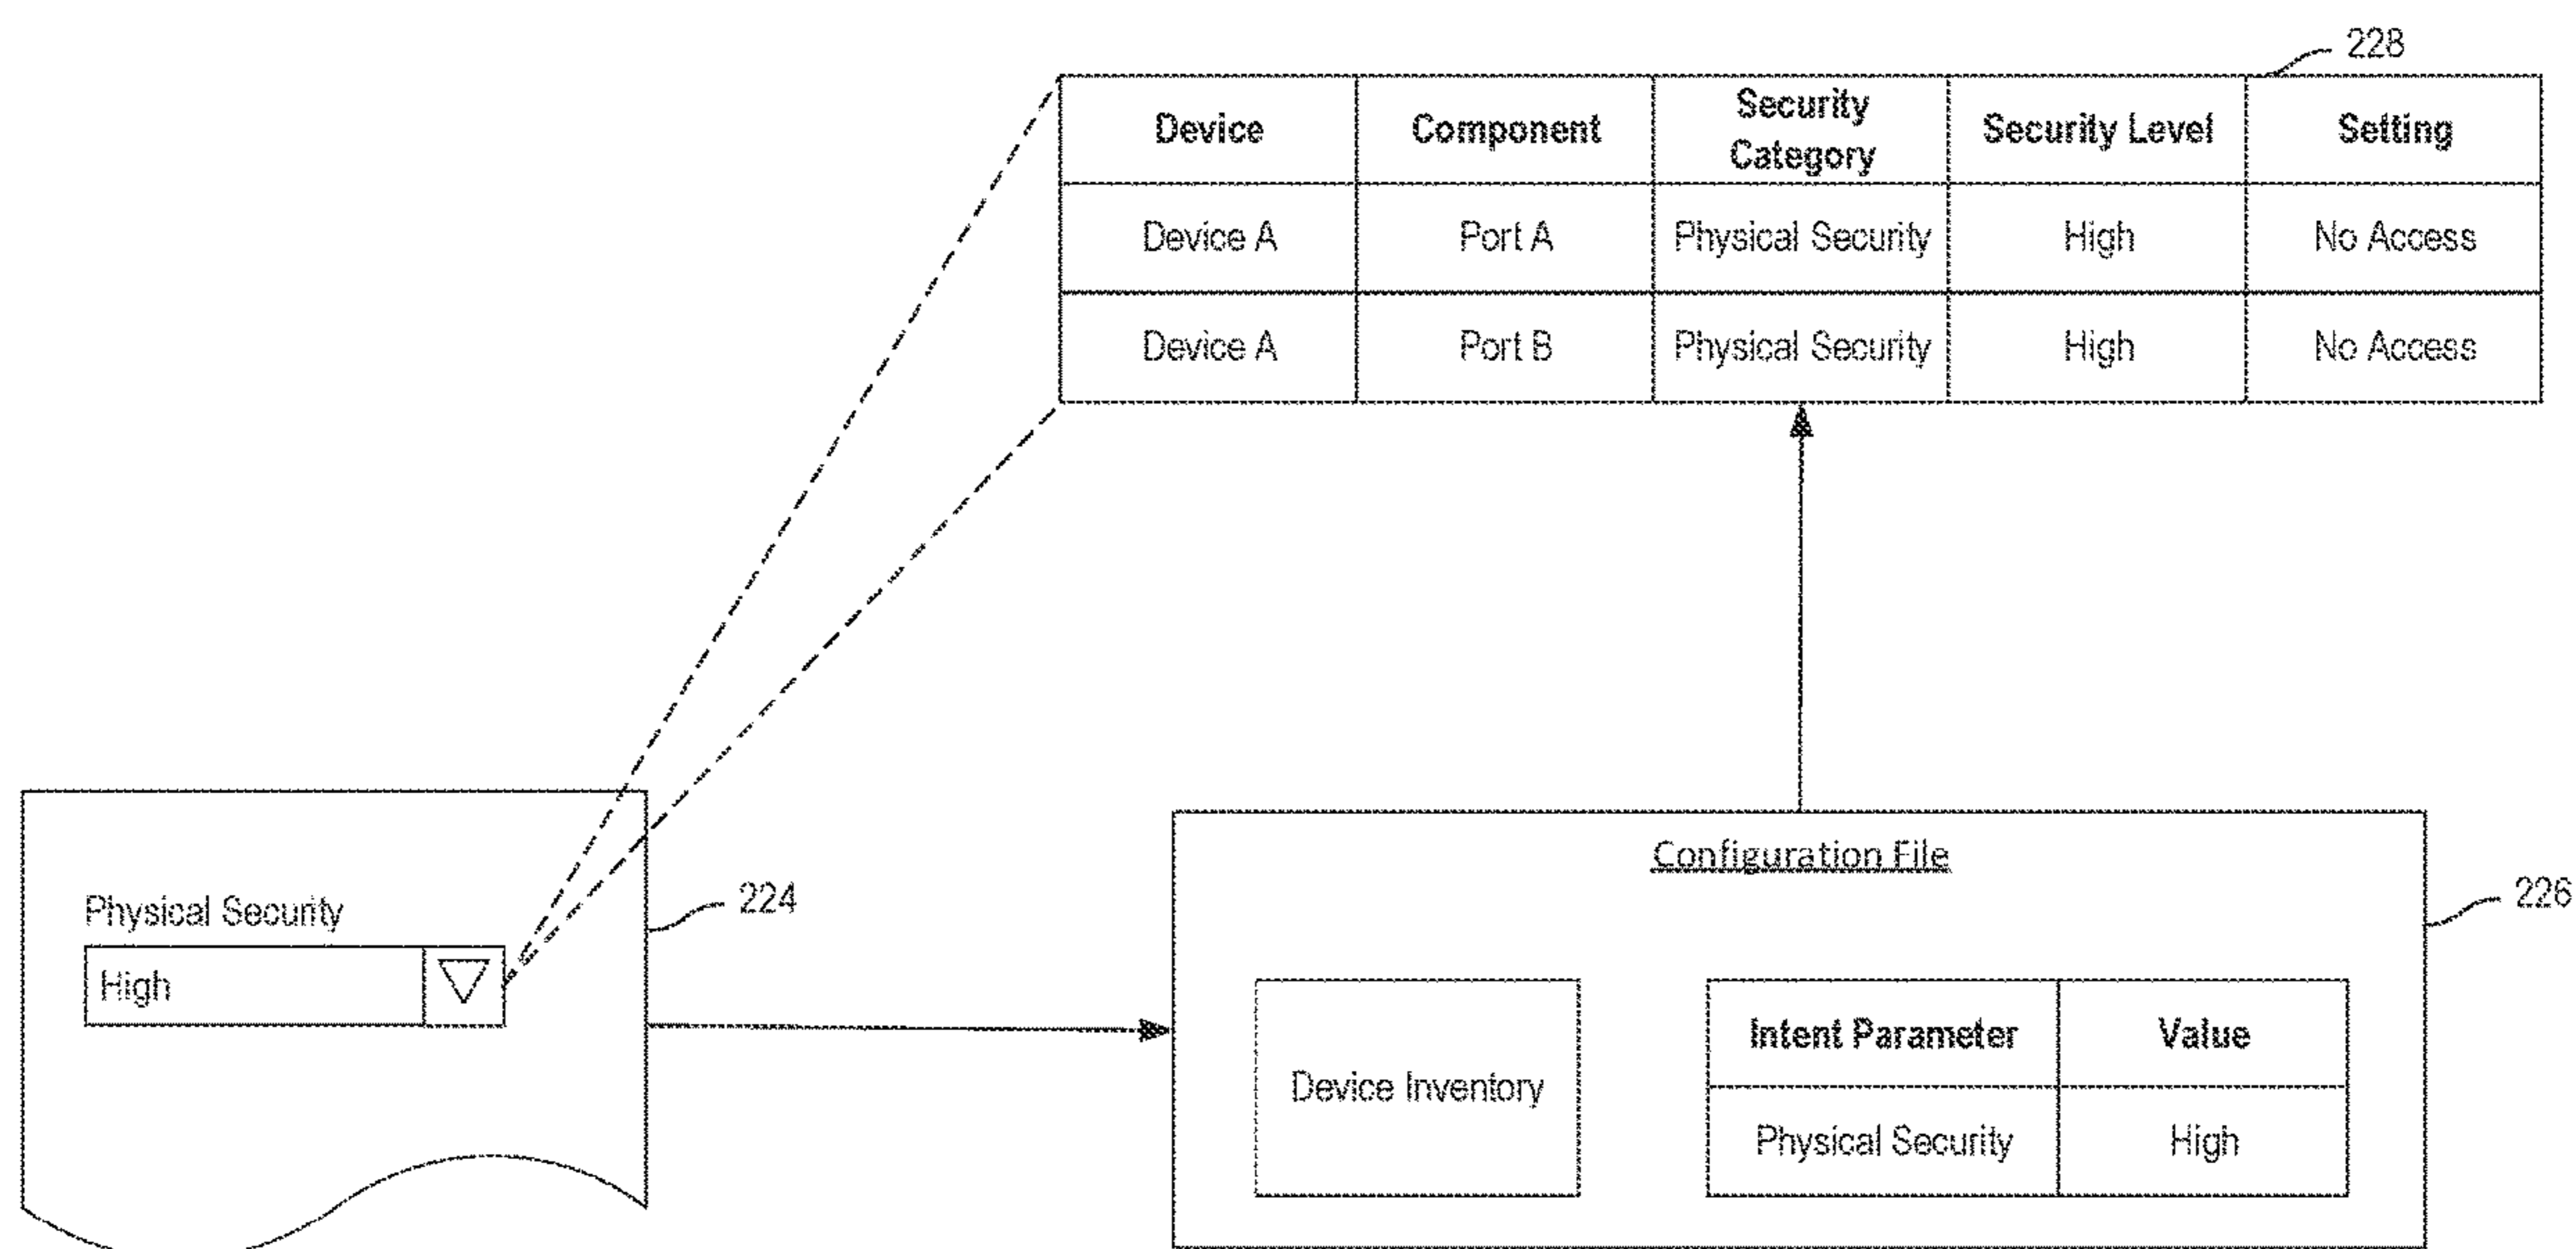 228
Device Component Security Category Security Level Setting
Device A Port A Physical Security High No Access
Device A Port B Physical Security High No Access
Configuration File
226
Physical Security
224
High
Intent Parameter Value
Device Inventory
Physical Security High